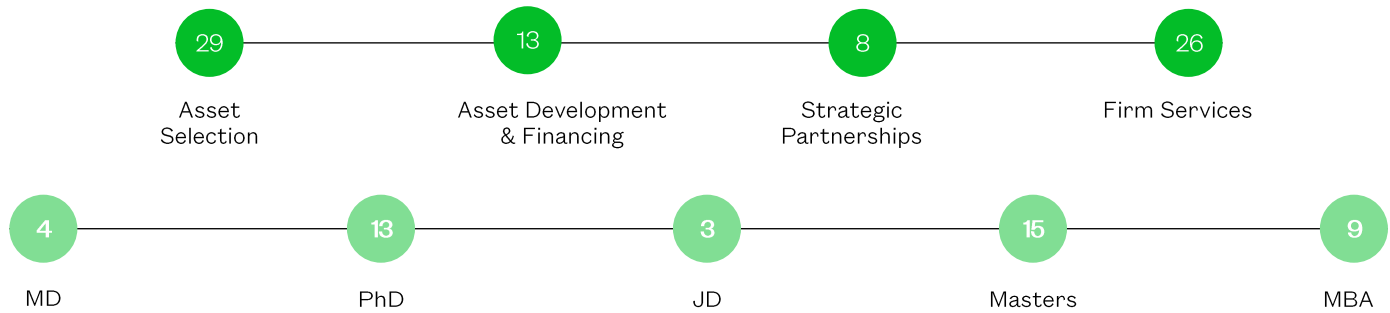 29
13
8
26
Asset
Selection
Asset Development
& Financing
Strategic
Partnerships
Firm Services
4
13
3
15
9
MD
PhD
JD
Masters
MBA